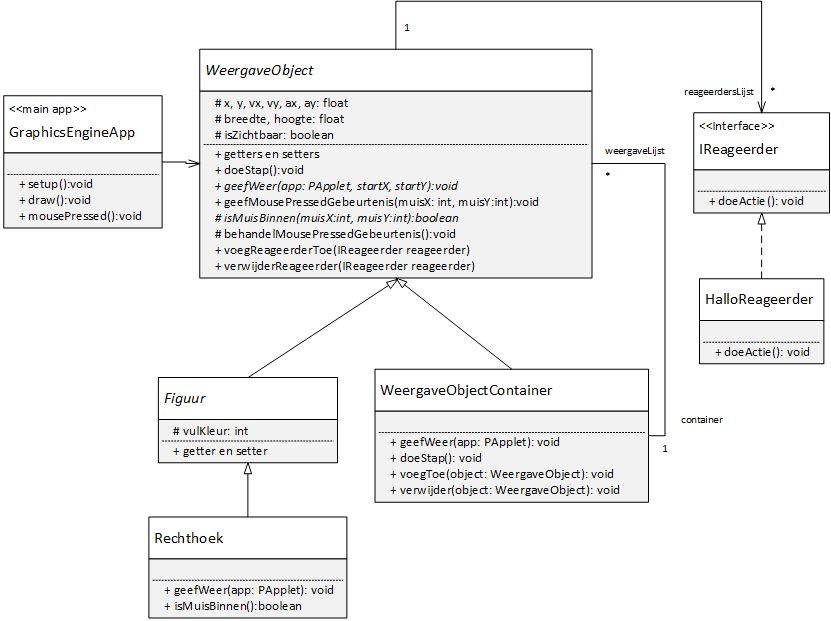 1
WeergaveObject
# x, y, vx, vy, ax, ay: float
# breedte, hoogte: float
# isZichtbaar: boolean
+ getters en setters
+ doeStap():void
+ geefWeer(app: PApplet, startX, startY):void
+ geefMousePressedGebeurtenis(muisX: int, muisY:int):void
# isMuisBinnen(muisX:int, muisY:int):boolean
# behandelMousePressedGebeurtenis():void
+ voegReageerderToe(IReageerder reageerder)
+ verwijderReageerder(IReageerder reageerder)
<<main app>>
GraphicsEngineApp
+ setup():void
+ draw():void
+ mousePressed():void
reageerdersLijst
*
<<Interface>>
IReageerder
+ doeActie(): void
weergaveLijst
*
HalloReageerder
+ doeActie(): void
Figuur
# vulKleur: int
+ getter en setter
WeergaveObjectContainer
+ geefWeer(app: PApplet): void
+ doeStap(): void
+ voegToe(object: WeergaveObject): void
+ verwijder(object: WeergaveObject): void
container
1
Rechthoek
+ geefWeer(app: PApplet): void
+ isMuisBinnen():boolean